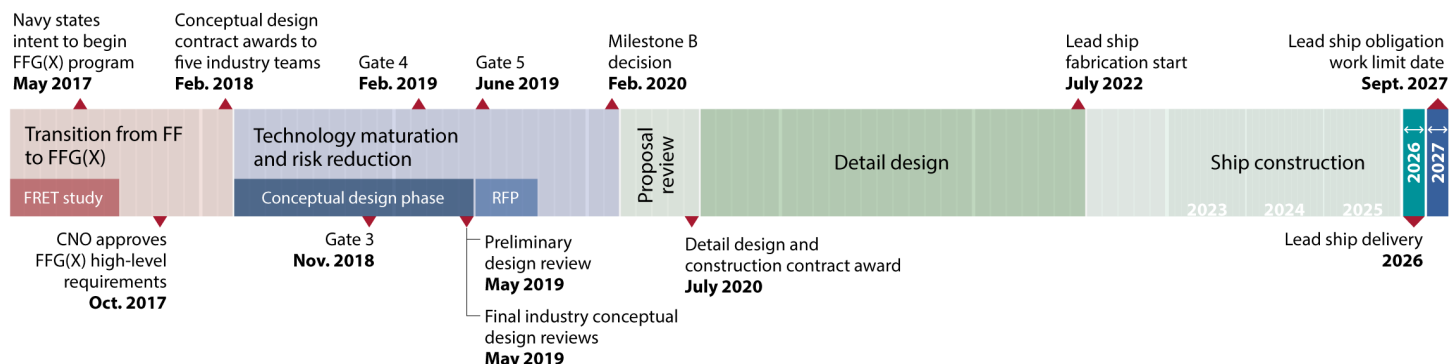 Navy states
intent to begin
FFG(X) program
May 2017
Conceptual design
contract awards to
five industry teams
Feb. 2018
Gate 4
Feb. 2019
Gate 5
June 2019
Milestone B
decision
Feb. 2020
Lead ship
fabrication start
July 2022
Lead ship obligation
work limit date
Sept. 2027
Transition from FF
to FFG(X)
FRET study
Technology maturation
and risk reduction
Conceptual design phase
RFP
Proposal
review
Detail design
Ship construction
2023
2024
2025
2026
2027
CNO approves
FFG(X) high-level
requirements
Oct. 2017
Gate 3
Nov. 2018
Preliminary
design review
May 2019
Final industry conceptual
design reviews
May 2019
Detail design and
construction contract award
July 2020
Lead ship delivery
2026